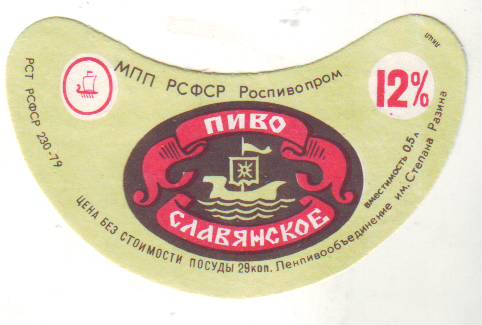 МПП РСФСР Роспивопром
12%
РСТ РСФСР 230-79
ПИВО
СЛАВЯНСКОЕ
вместимость 0,5 л
ЦЕНА БЕЗ СТОИМОСТИ ПОСУДЫ 29коп. Ленпивообъединение им. Степана Разина